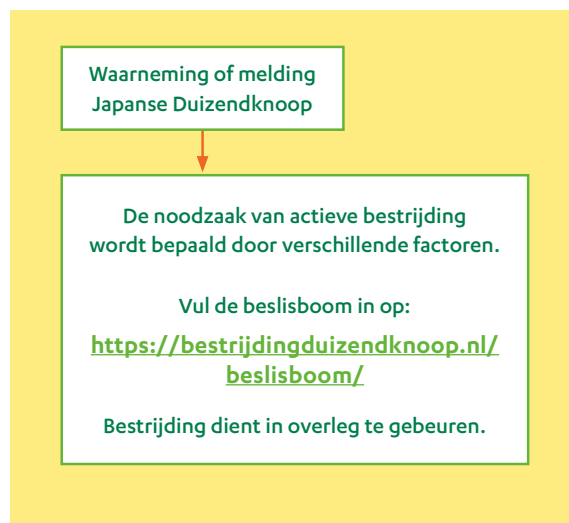 Waarneming of melding
Japanse Duizendknoop
De noodzaak van actieve bestrijding
wordt bepaald door verschillende factoren.
Vul de beslisboom in op:
https://bestrijdingduizendknoop.nl/
beslisboom/
Bestrijding dient in overleg te gebeuren.